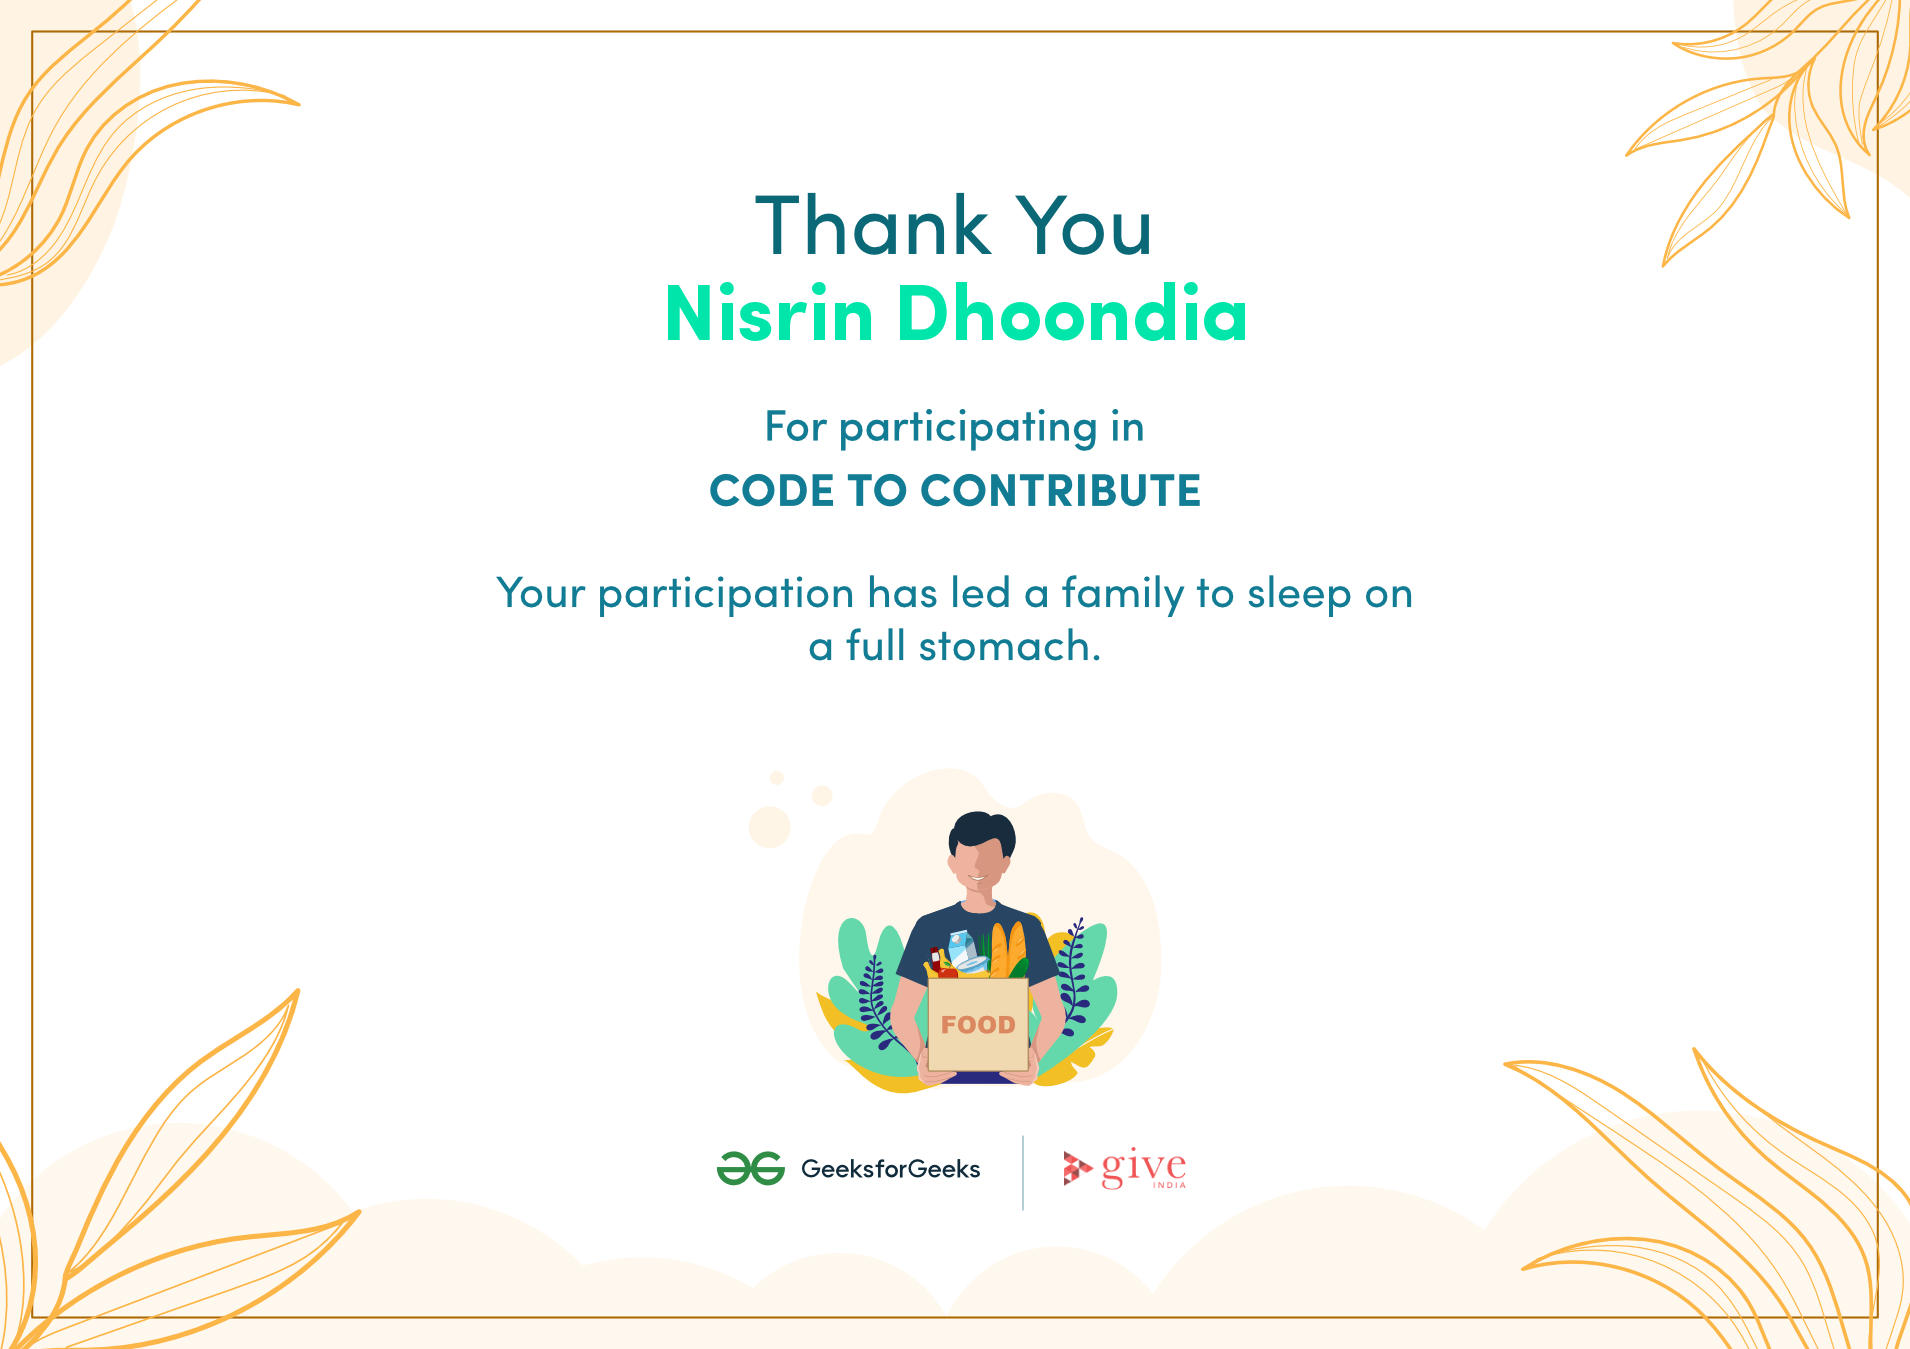 Thank You
Nisrin Dhoondia
For participating in
CODE TO CONTRIBUTE
Your participation has led a family to sleep on
a full stomach.
FOOD
GeeksforGeeks
give
INDIA